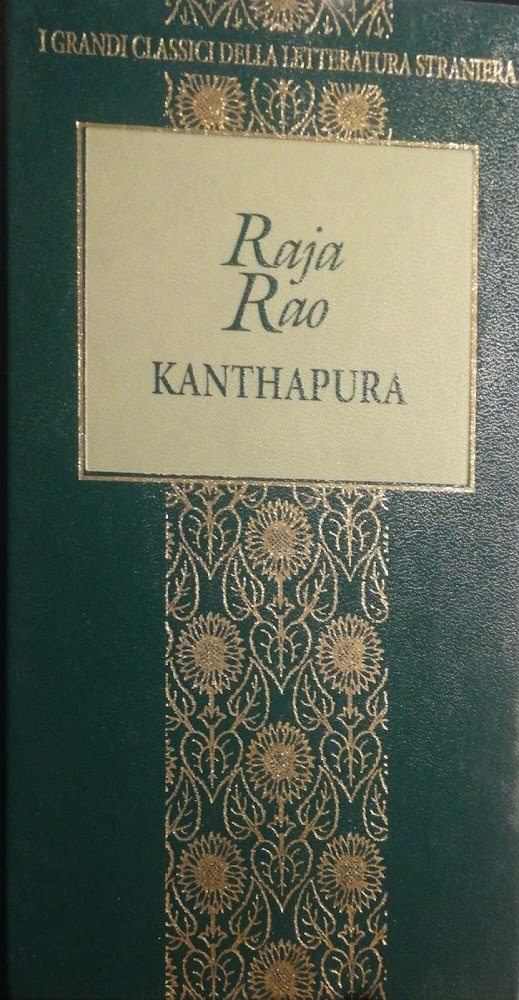 I GRANDI CLASSICI DELLA LETTERATURA STRANIERA
Raja
Rao
KANTHAPURA